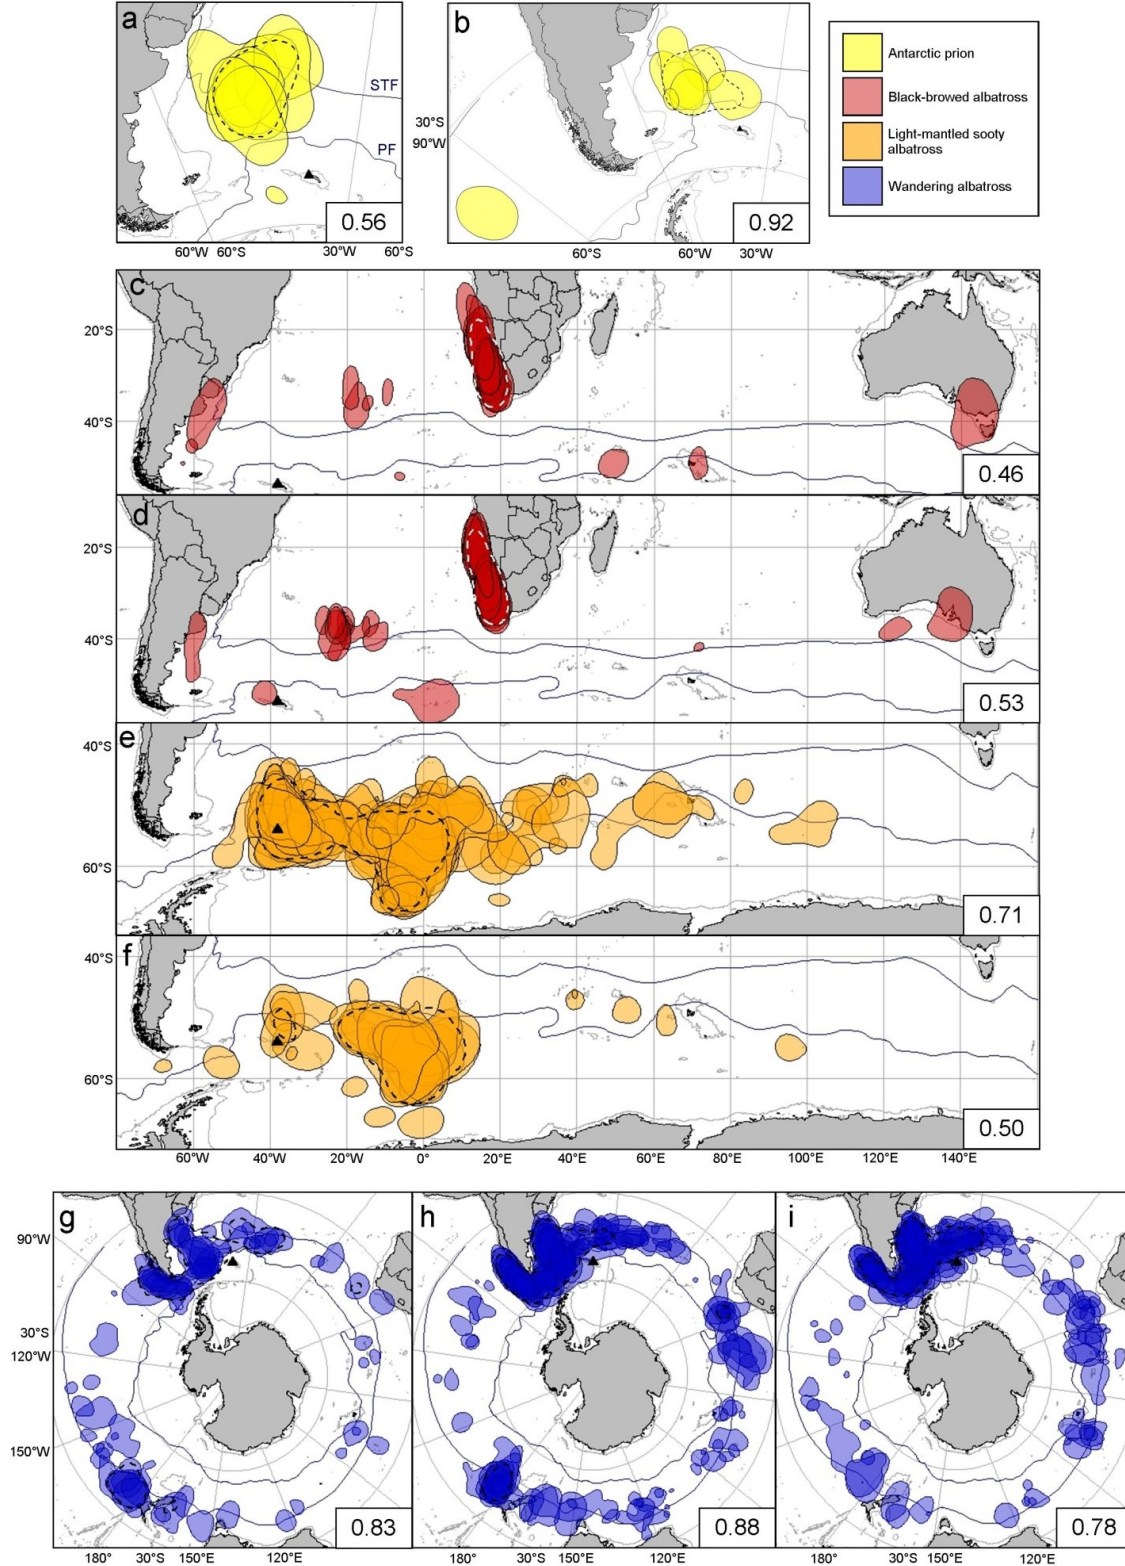 a
STF
PF
0.56
60°W 60°S 30°W 60°S
b
30°S
90°W
0.92
60°S 60°W 30°W
Antarctic prion
Black-browed albatross
Light-mantled sooty
albatross
Wandering albatross
c
20°S
40°S
0.46
d
20°S
40°S
0.53
e
40°S
60°S
0.71
f
40°S
60°S
0.50
60°W 40°W 20°W 0° 20°E 40°E 60°E 80°E 100°E 120°E 140°E
g
90°W
30°S
120°W
150°W
0.83
180° 30°S 150°E 120°E
h
0.88
180° 30°S 150°E 120°E
i
0.78
180° 30°S 150°E 120°E